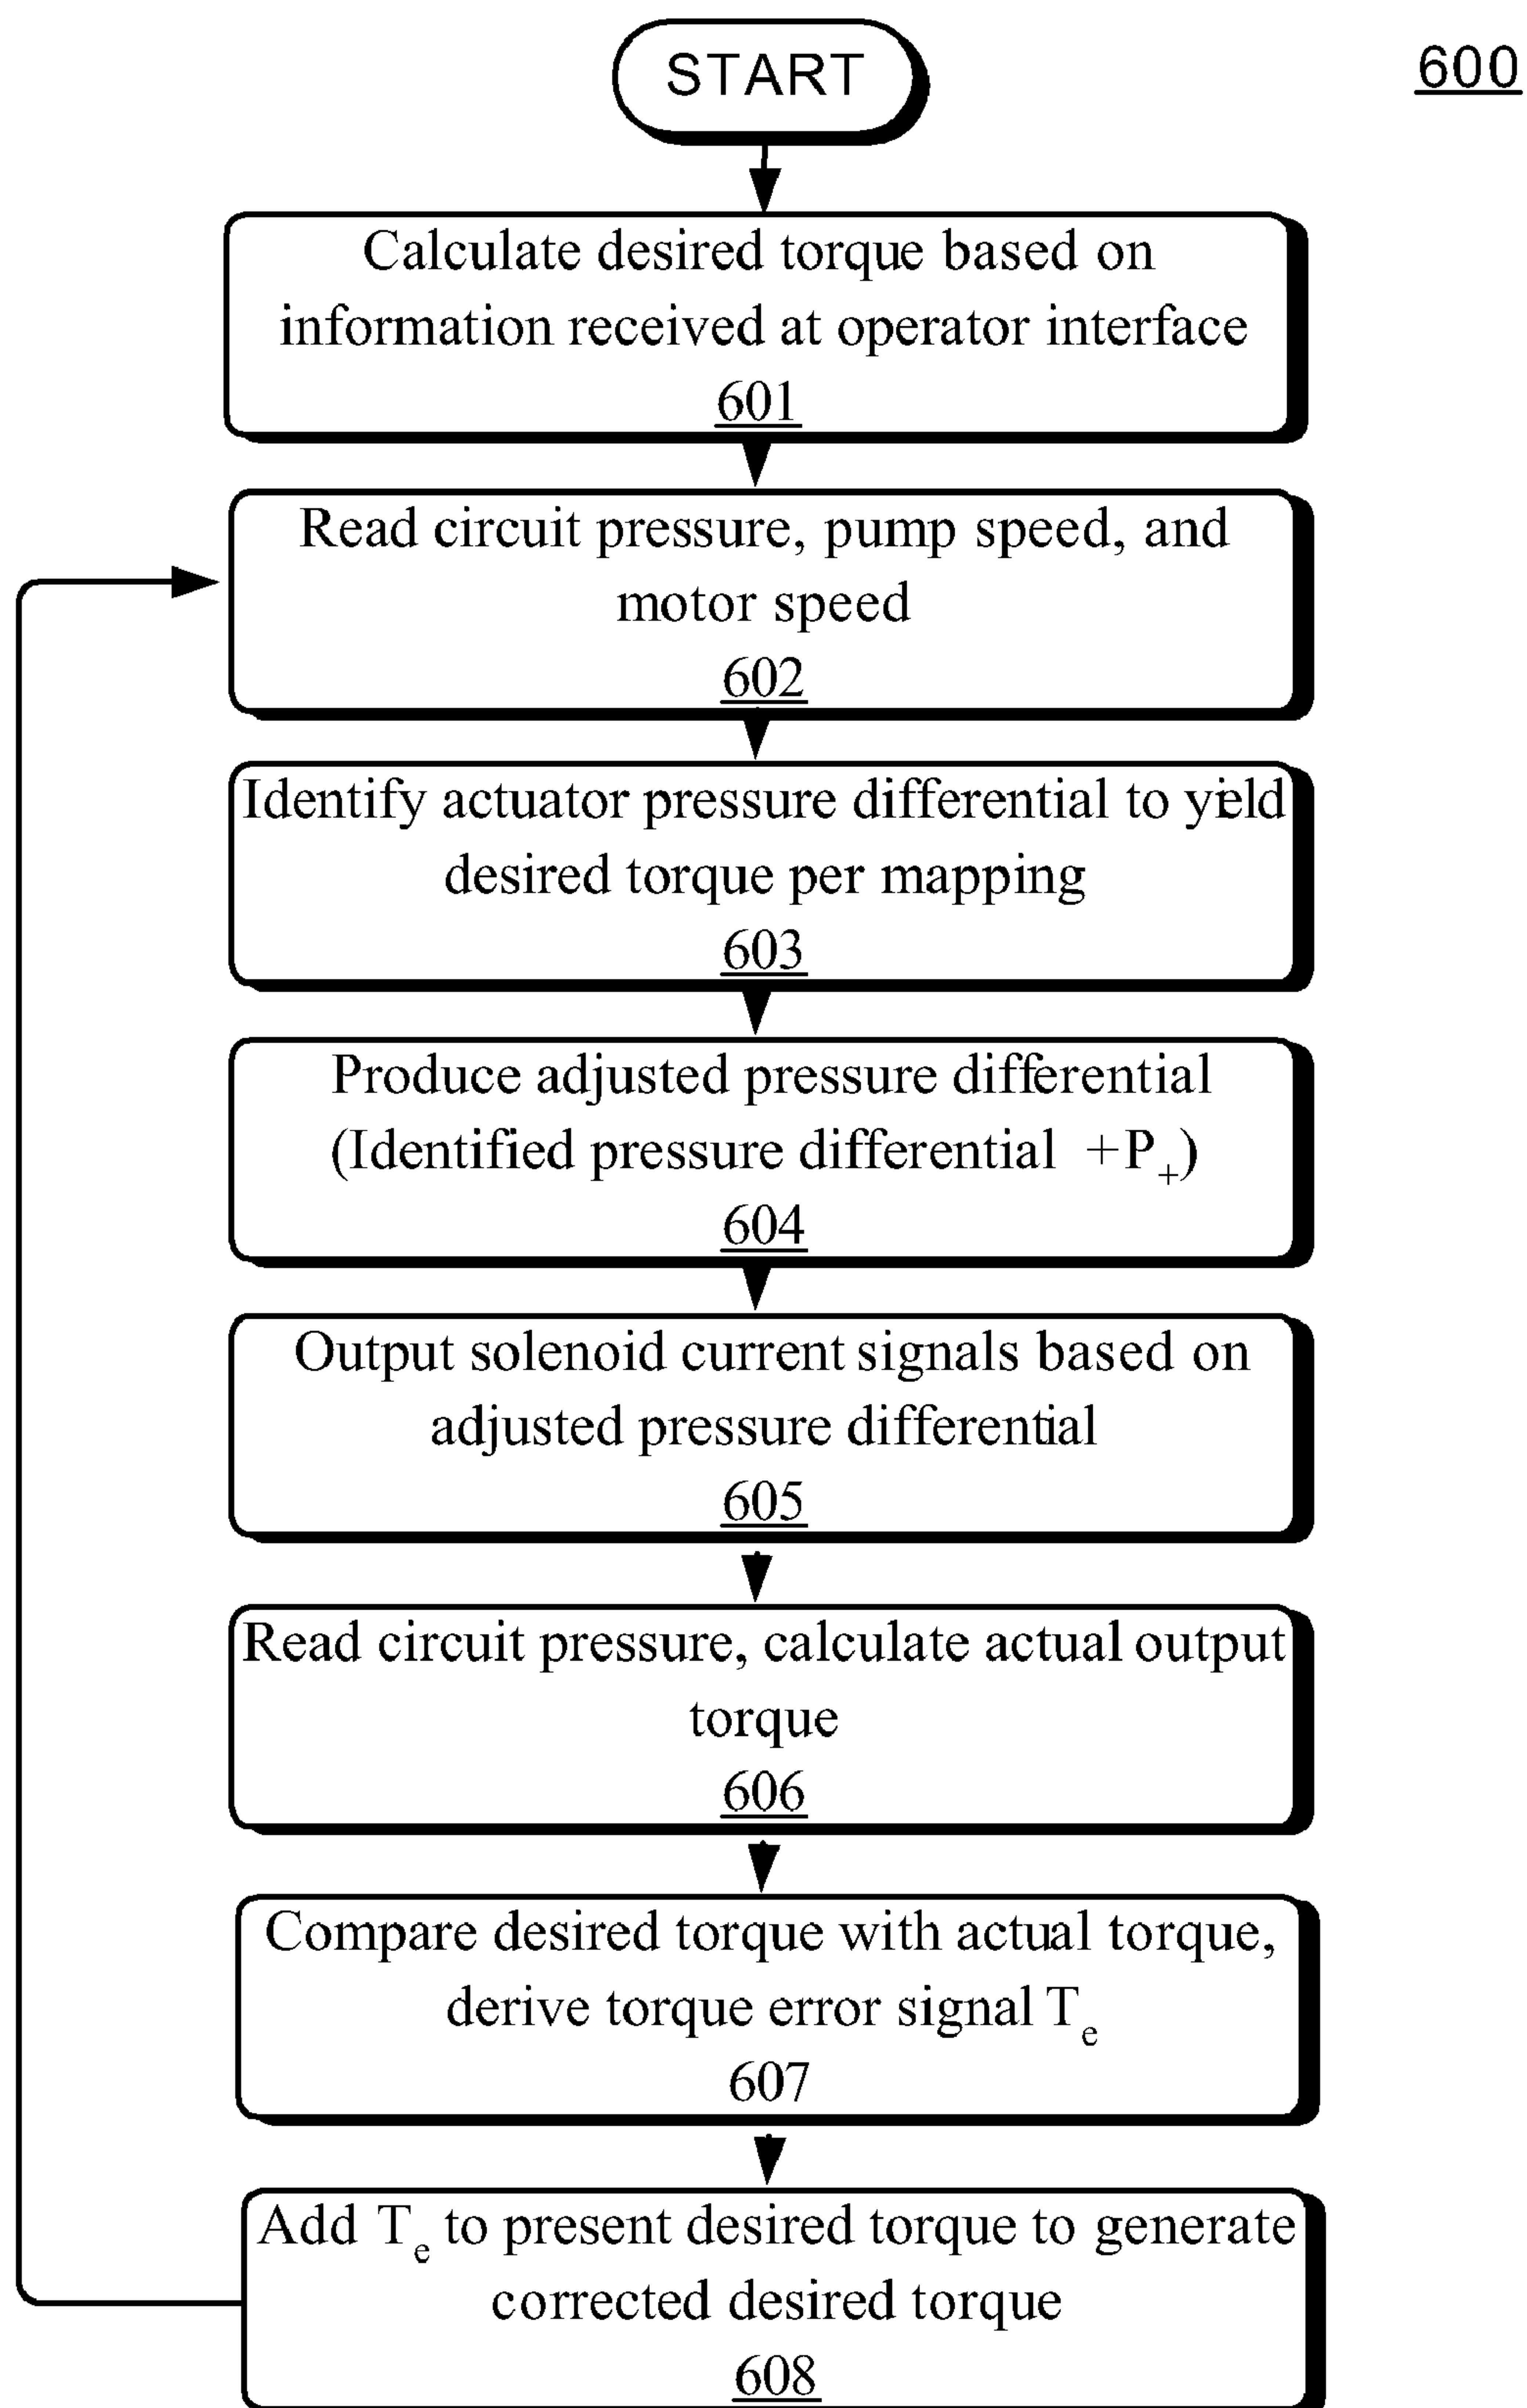 START
600
Calculate desired torque based on
information received at operator interface
601
Read circuit pressure, pump speed, and
motor speed
602
Identify actuator pressure differential to yield
desired torque per mapping
603
Produce adjusted pressure differential
(Identified pressure differential +P₊)
604
Output solenoid current signals based on
adjusted pressure differential
605
Read circuit pressure, calculate actual output
torque
606
Compare desired torque with actual torque,
derive torque error signal Tₑ
607
Add Tₑ to present desired torque to generate
corrected desired torque
608